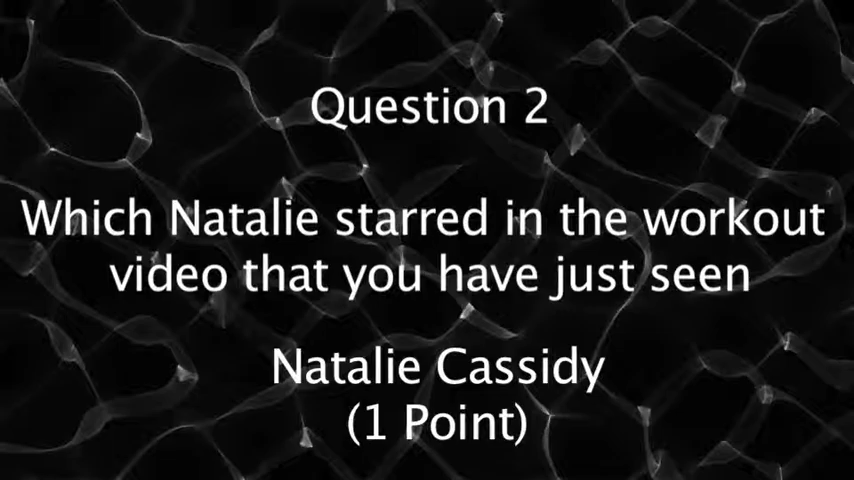 Question 2
Which Natalie starred in the workout
video that you have just seen
Natalie Cassidy
(1 Point)